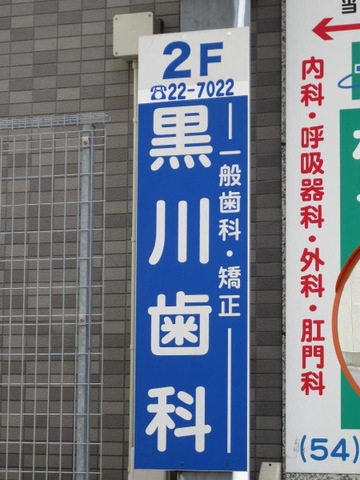 2F
☎22-7022
黒川歯科
一般歯科・矯正
内科・呼吸器科・外科・肛門科
(54)